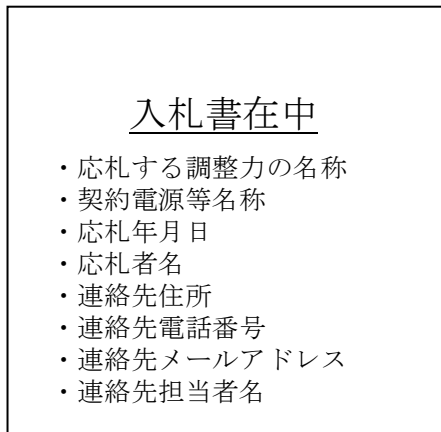 入札書在中
・応札する調整力の名称
・契約電源等名称
・応札年月日
・応札者名
・連絡先住所
・連絡先電話番号
・連絡先メールアドレス
・連絡先担当者名